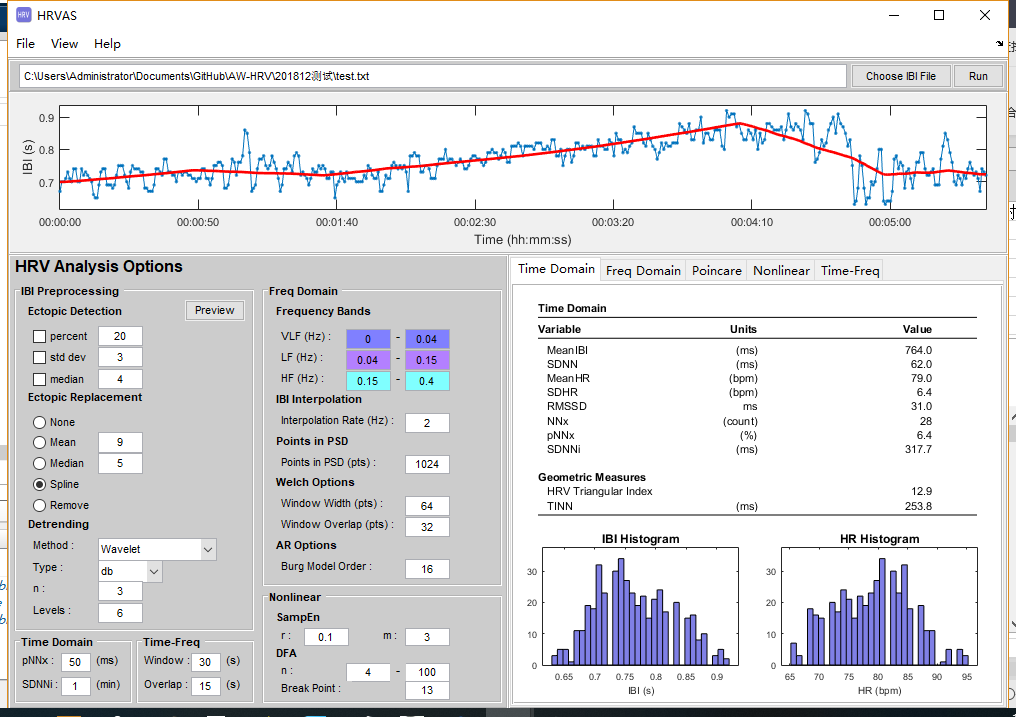 HRV HRVAS
File View Help
C:\Users\Administrator\Documents\GitHub\AW-HRV\201812测试\test.txt Choose IBI File Run
0.9
0.8
0.7
IBI (s)
00:00:00 00:00:50 00:01:40 00:02:30 00:03:20 00:04:10 00:05:00
Time (hh:mm:ss)
HRV Analysis Options
IBI Preprocessing
Ectopic Detection Preview
percent 20
std dev 3
median 4
Ectopic Replacement
None
Mean 9
Median 5
Spline
Remove
Detrending
Method : Wavelet
Type : db
n : 3
Levels : 6
Time Domain
pNNx : 50 (ms)
SDNNi : 1 (min)
Time-Freq
Window : 30 (s)
Overlap : 15 (s)
Freq Domain
Frequency Bands
VLF (Hz) : 0 - 0.04
LF (Hz) : 0.04 - 0.15
HF (Hz) : 0.15 - 0.4
IBI Interpolation
Interpolation Rate (Hz) : 2
Points in PSD
Points in PSD (pts) : 1024
Welch Options
Window Width (pts) : 64
Window Overlap (pts) : 32
AR Options
Burg Model Order : 16
Nonlinear
SampEn
r : 0.1 m : 3
DFA
n : 4 - 100
Break Point : 13
Time Domain Freq Domain Poincare Nonlinear Time-Freq
Time Domain
Variable Units Value
MeanIBI (ms) 764.0
SDNN (ms) 62.0
MeanHR (bpm) 79.0
SDHR (bpm) 6.4
RMSSD ms 31.0
NNx (count) 28
pNNx (%) 6.4
SDNNi (ms) 317.7
Geometric Measures
HRV Triangular Index 12.9
TINN (ms) 253.8
IBI Histogram
30
20
10
0
0.65 0.7 0.75 0.8 0.85 0.9
IBI (s)
HR Histogram
30
20
10
0
65 70 75 80 85 90 95
HR (bpm)